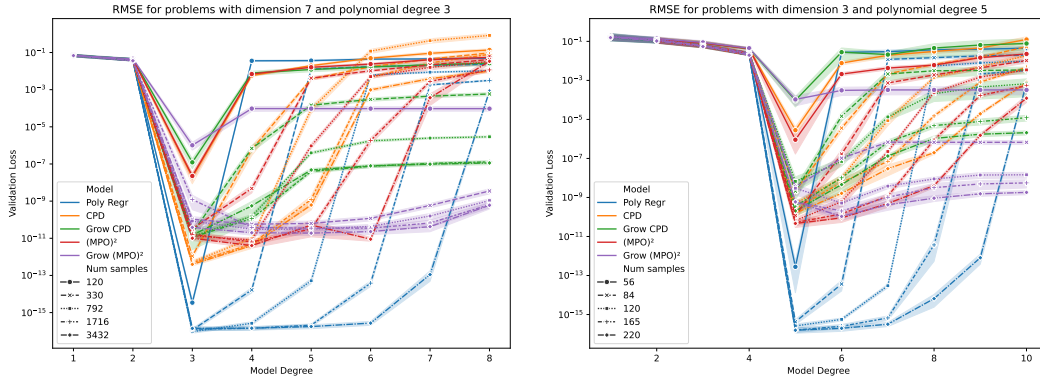 RMSE for problems with dimension 7 and polynomial degree 3
Validation Loss
10⁻¹
10⁻³
10⁻⁵
10⁻⁷
10⁻⁹
10⁻¹¹
10⁻¹³
10⁻¹⁵
Model
Poly Regr
CPD
Grow CPD
(MPO)²
Grow (MPO)²
Num samples
120
330
792
1716
3432
1 2 3 4 5 6 7 8
Model Degree
RMSE for problems with dimension 3 and polynomial degree 5
Validation Loss
10⁻¹
10⁻³
10⁻⁵
10⁻⁷
10⁻⁹
10⁻¹¹
10⁻¹³
10⁻¹⁵
Model
Poly Regr
CPD
Grow CPD
(MPO)²
Grow (MPO)²
Num samples
56
84
120
165
220
2 4 6 8 10
Model Degree